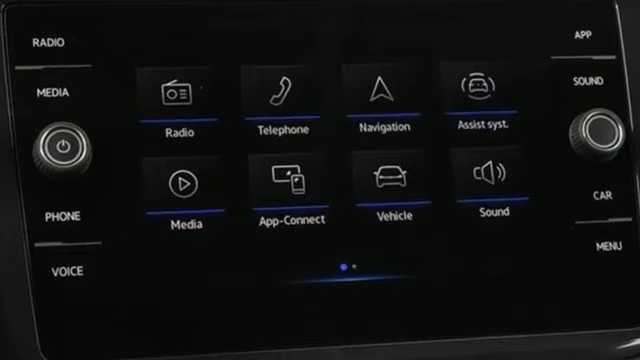 RADIO
APP
MEDIA
SOUND
Radio
Telephone
Navigation
Assist syst.
Media
App-Connect
Vehicle
Sound
PHONE
CAR
VOICE
MENU